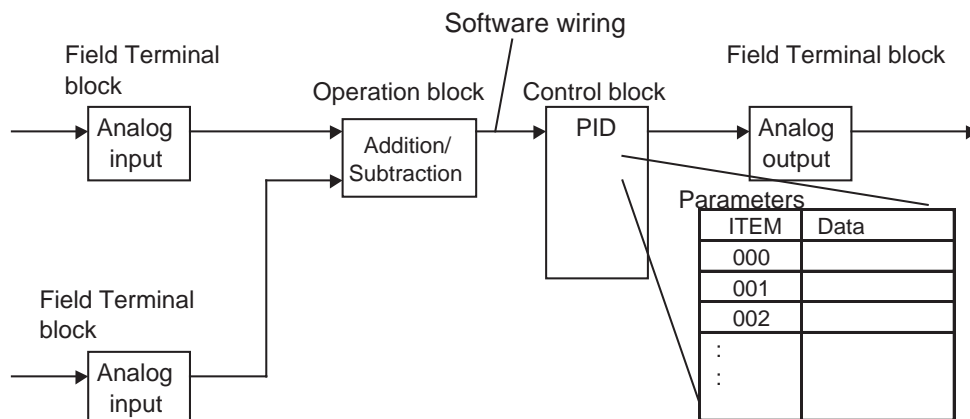 Software wiring
Field Terminal
block
Field Terminal block
Operation block
Control block
Analog
input
Addition/
Subtraction
PID
Analog
output
Parameters
ITEM Data
000
001
002
:
:
Field Terminal
block
Analog
input